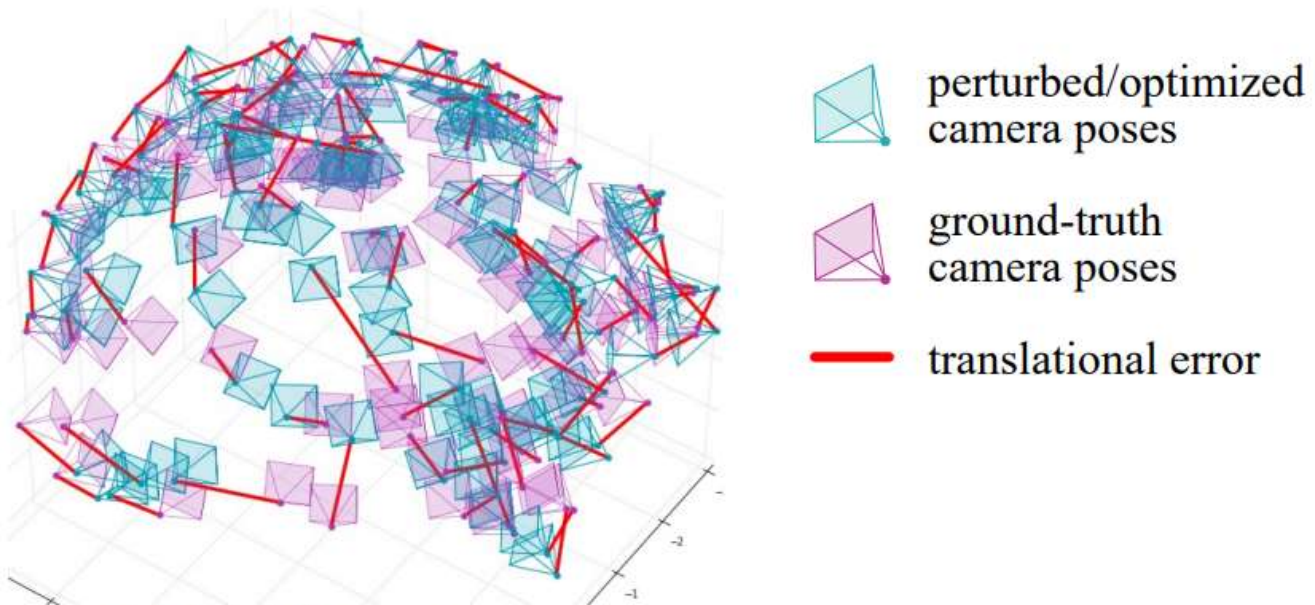 perturbed/optimized
camera poses
ground-truth
camera poses
translational error
−2
−1